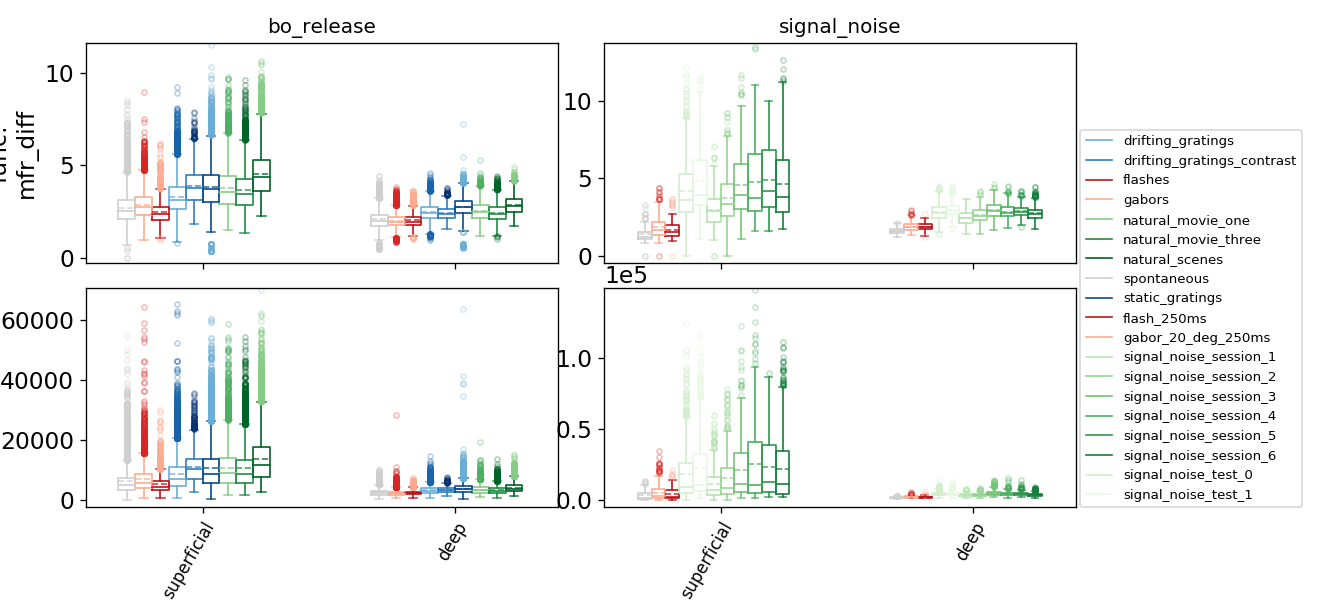 bo_release
signal_noise
mfr_diff
10
5
0
10
5
0
1e5
60000
40000
20000
0
1.0
0.5
0.0
superficial
deep
superficial
deep
drifting_gratings
drifting_gratings_contrast
flashes
gabors
natural_movie_one
natural_movie_three
natural_scenes
spontaneous
static_gratings
flash_250ms
gabor_20_deg_250ms
signal_noise_session_1
signal_noise_session_2
signal_noise_session_3
signal_noise_session_4
signal_noise_session_5
signal_noise_session_6
signal_noise_test_0
signal_noise_test_1